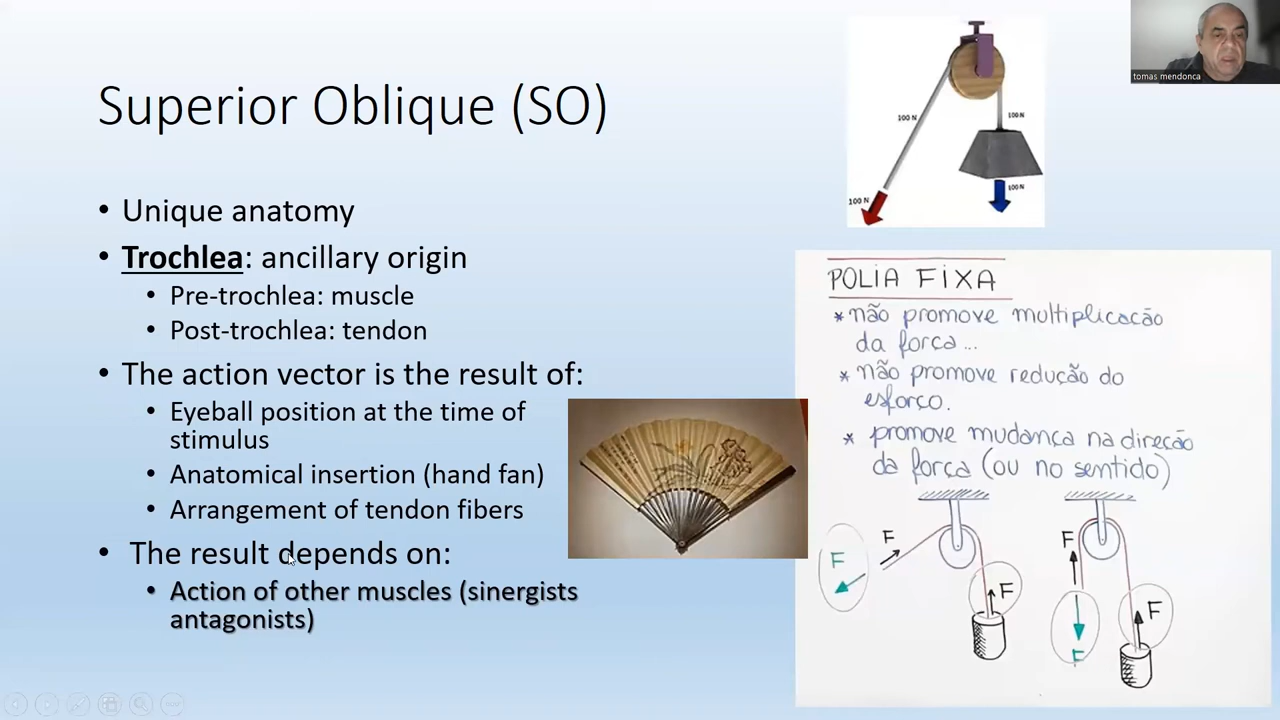 Superior Oblique (SO)
• Unique anatomy
• Trochlea: ancillary origin
• Pre-trochlea: muscle
• Post-trochlea: tendon
• The action vector is the result of:
• Eyeball position at the time of
stimulus
• Anatomical insertion (hand fan)
• Arrangement of tendon fibers
• The result depends on:
• Action of other muscles (sinergists
antagonists)
100 N
100 N
100 N
100 N
tomas mendonca
POLIA FIXA
* não promove multiplicação
da força...
* não promove redução do
esforço.
* promove mudança na direção
da força (ou no sentido)
F
F
F
F
F
F